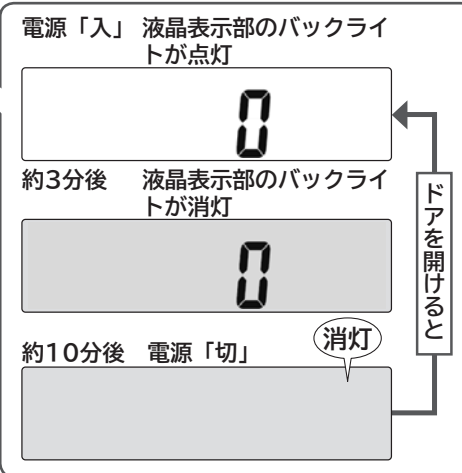 電源「入」 液晶表示部のバックライ
トが点灯
0
約3分後 液晶表示部のバックライ
トが消灯
0
約10分後 電源「切」
消灯
ドアを開けると